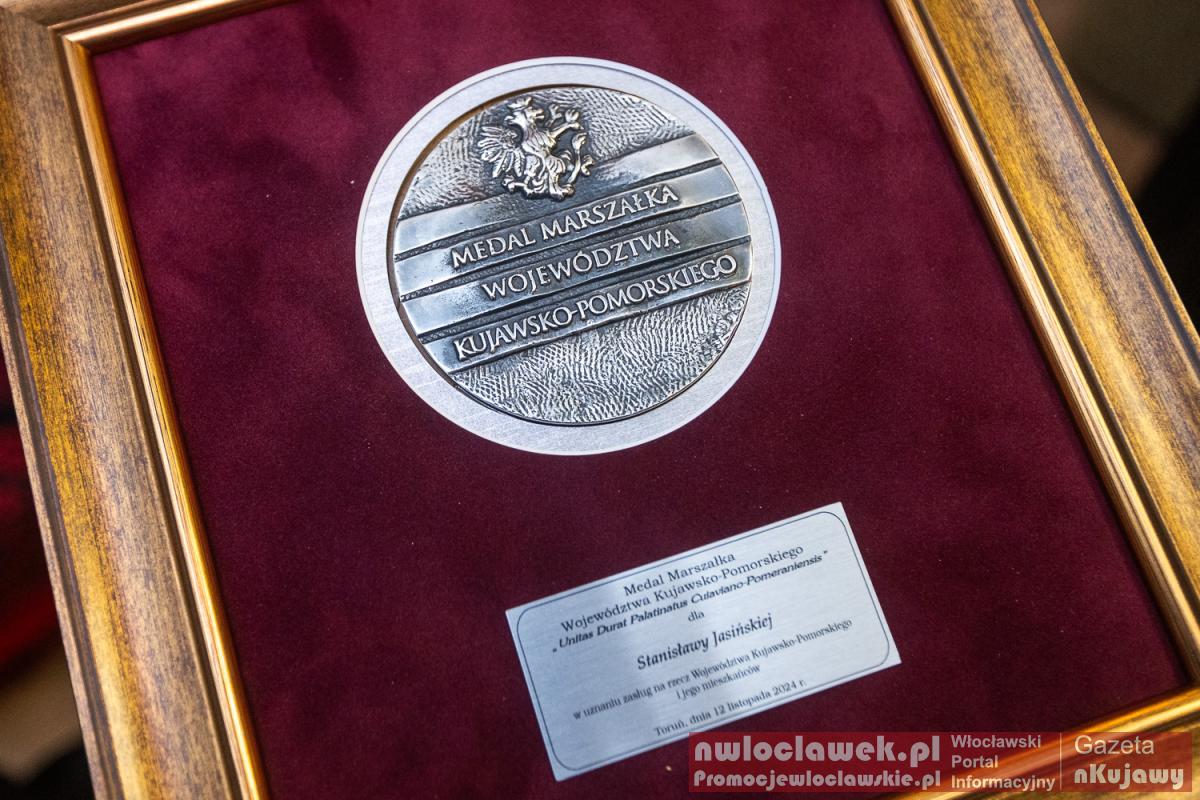 MEDAL MARSZAŁKA
WOJEWÓDZTWA
KUJAWSKO-POMORSKIEGO
Medal Marszałka
Województwa Kujawsko-Pomorskiego
„Unitas Durat Palatinatus Cuiaviano-Pomeraniensis"
dla
Stanisławy Jasińskiej
w uznaniu zasług na rzecz Województwa Kujawsko-Pomorskiego
i jego mieszkańców
Toruń, dnia 12 listopada 2024 r.
nwloclawek.pl
Promocjewloclawskie.pl
Włocławski
Portal
Informacyjny
Gazeta
nKujawy